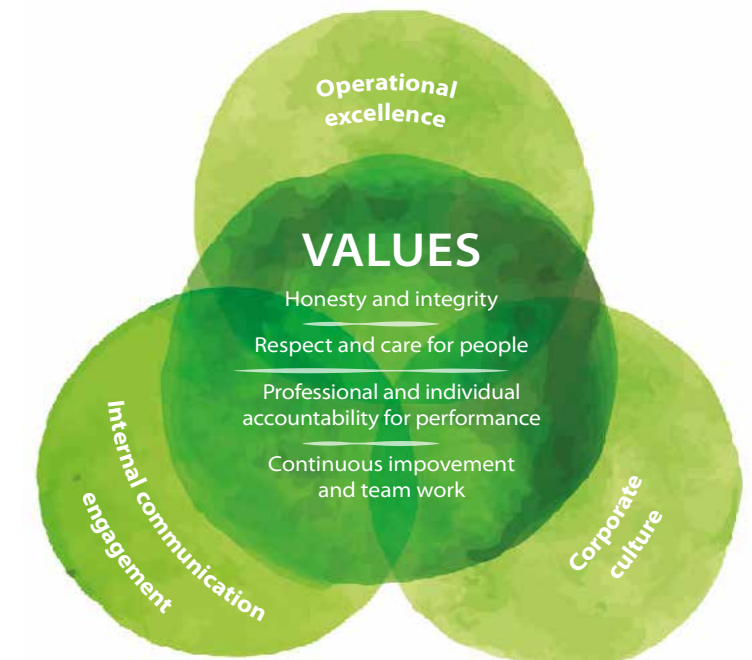 Operational
excellence
VALUES
Honesty and integrity
Respect and care for people
Professional and individual
accountability for performance
Continuous impovement
and team work
Internal communication
engagement
Corporate
culture